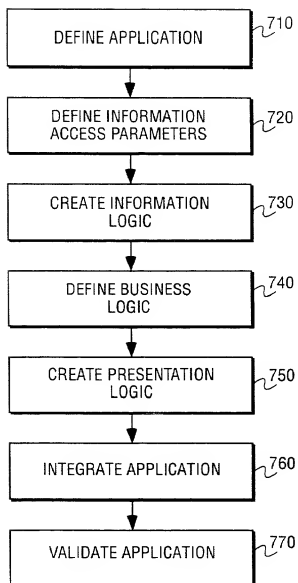 DEFINE APPLICATION
710
DEFINE INFORMATION
ACCESS PARAMETERS
720
CREATE INFORMATION
LOGIC
730
DEFINE BUSINESS
LOGIC
740
CREATE PRESENTATION
LOGIC
750
INTEGRATE APPLICATION
760
VALIDATE APPLICATION
770